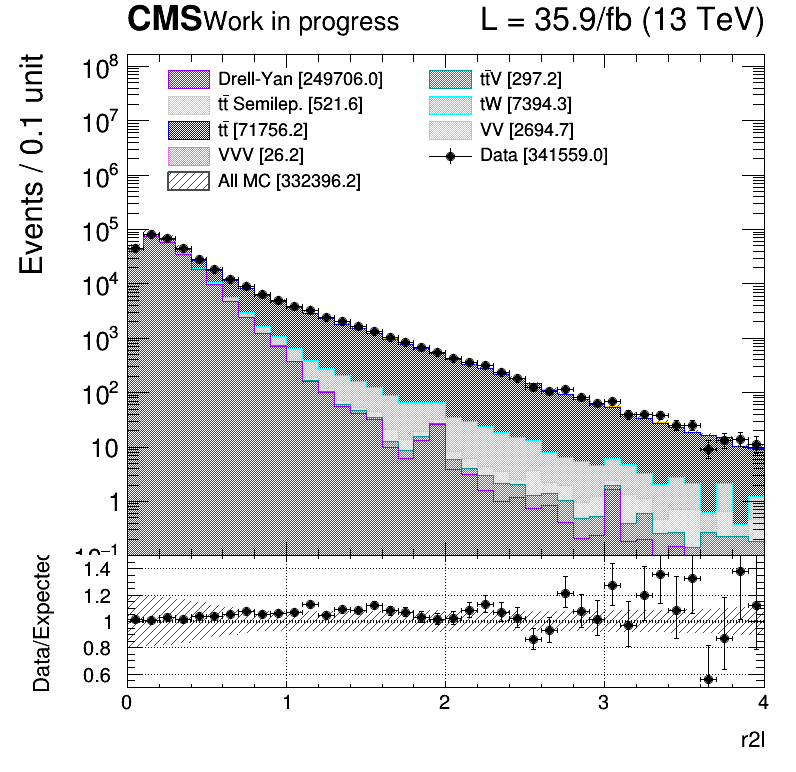 CMS Work in progress L = 35.9/fb (13 TeV)
Events / 0.1 unit
10⁸
10⁷
10⁶
10⁵
10⁴
10³
10²
10
1
10⁻¹
Drell-Yan [249706.0]
tt̄ Semilep. [521.6]
tt̄ [71756.2]
VVV [26.2]
All MC [332396.2]
tt̄V [297.2]
tW [7394.3]
VV [2694.7]
Data [341559.0]
Data/Expected
1.4
1.2
1
0.8
0.6
0 1 2 3 4
r2l